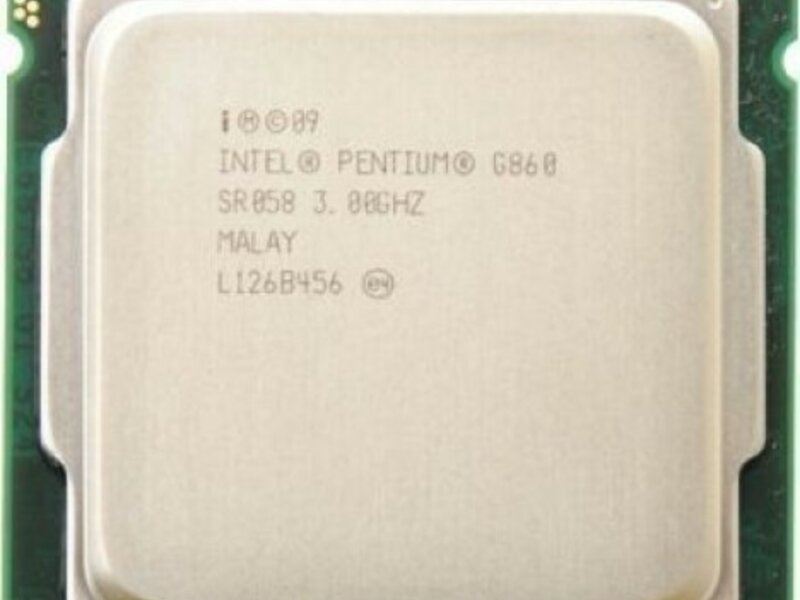 i Ⓜ©09
INTEL® PENTIUM® G860
SR058 3.00GHZ
MALAY
L126B456 e4